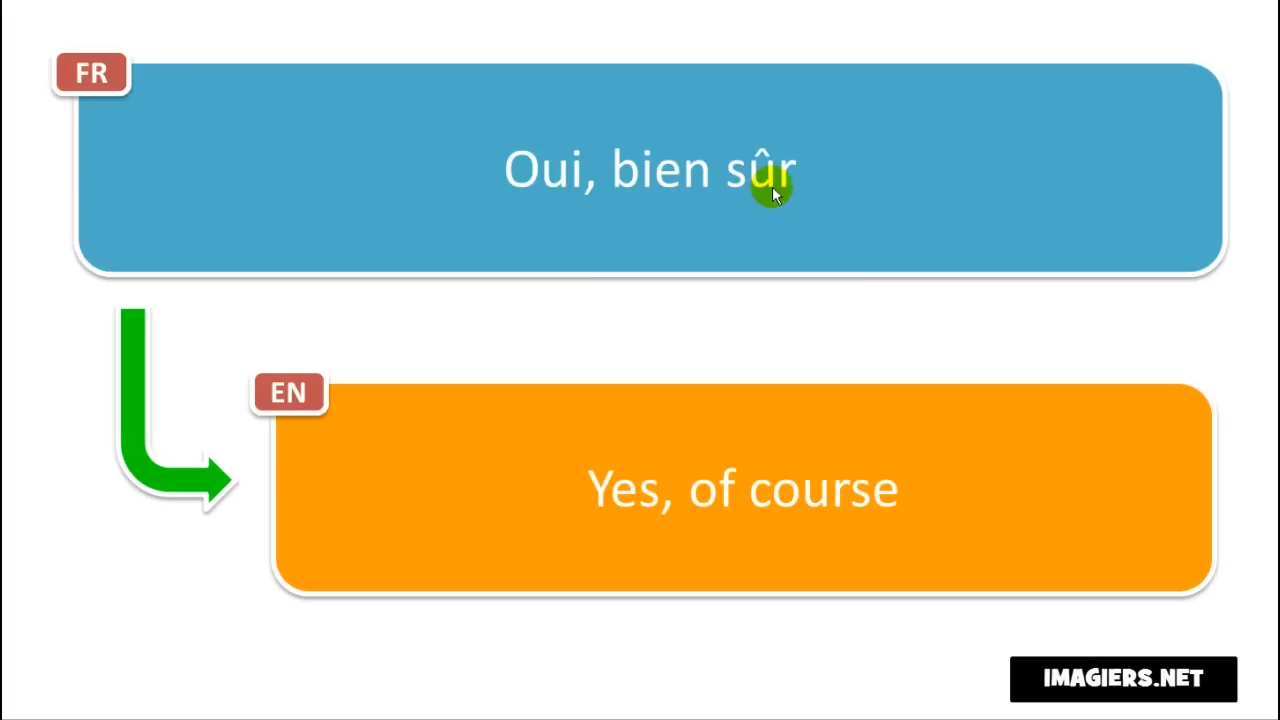 FR
Oui, bien sûr
EN
Yes, of course
IMAGIERS.NET